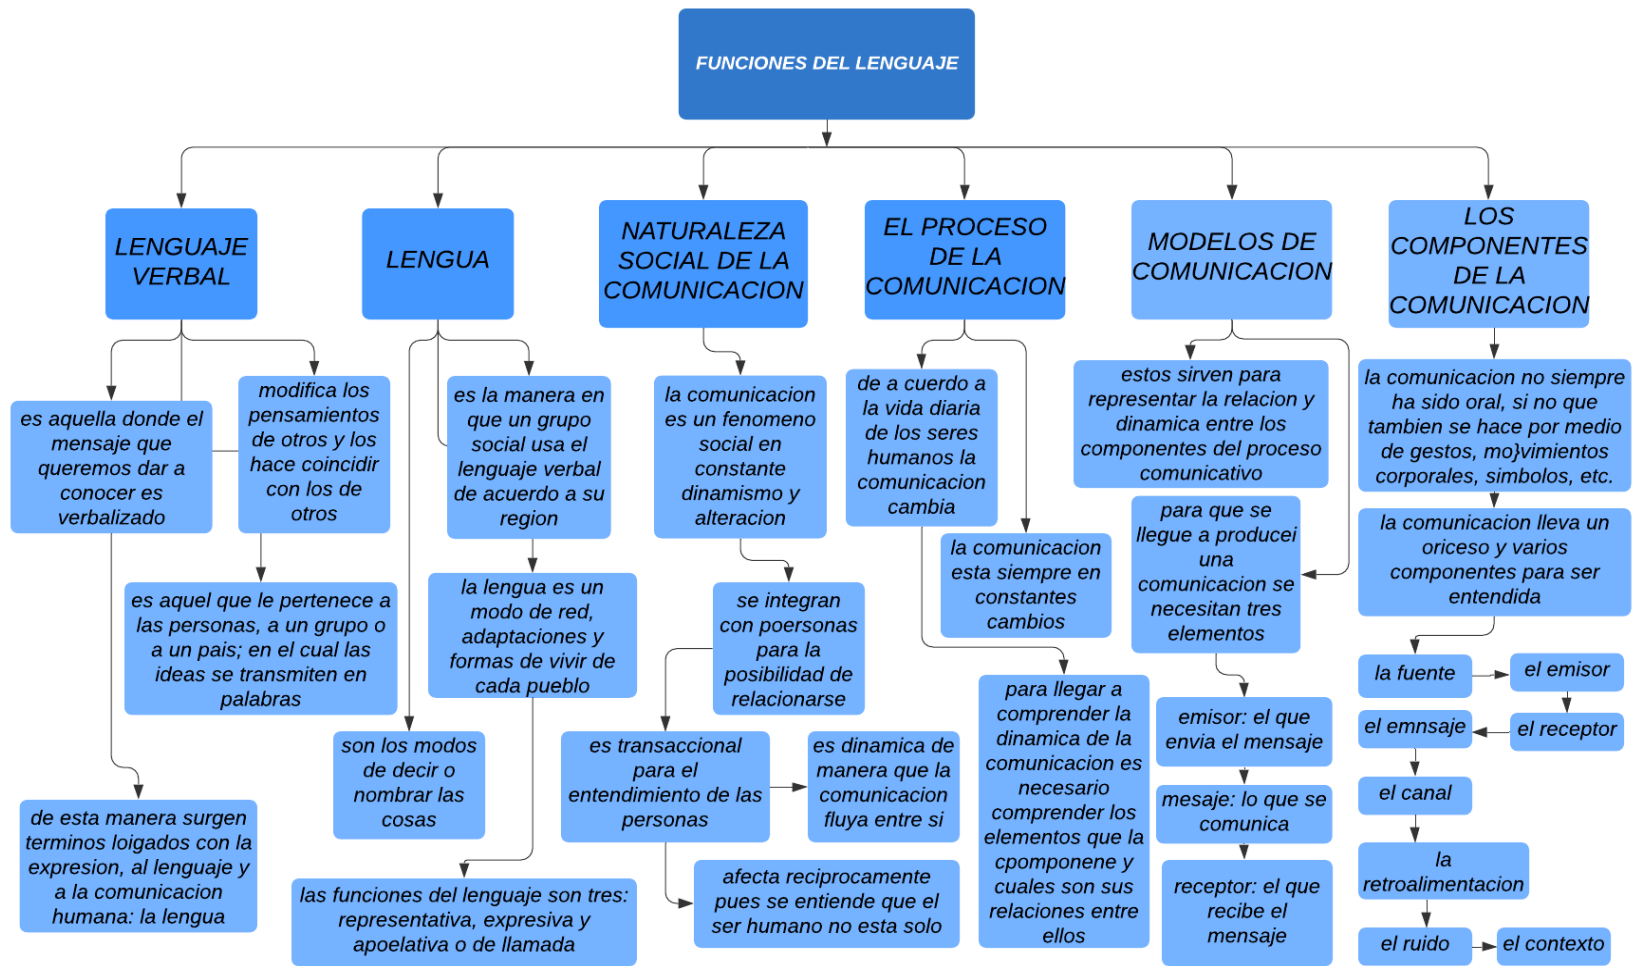 FUNCIONES DEL LENGUAJE
LENGUAJE
VERBAL
LENGUA
NATURALEZA
SOCIAL DE LA
COMUNICACION
EL PROCESO
DE LA
COMUNICACION
MODELOS DE
COMUNICACION
LOS
COMPONENTES
DE LA
COMUNICACION
es aquella donde el
mensaje que
queremos dar a
conocer es
verbalizado
modifica los
pensamientos
de otros y los
hace coincidir
con los de
otros
es aquel que le pertenece a
las personas, a un grupo o
a un pais; en el cual las
ideas se transmiten en
palabras
de esta manera surgen
terminos loigados con la
expresion, al lenguaje y
a la comunicacion
humana: la lengua
es la manera en
que un grupo
social usa el
lenguaje verbal
de acuerdo a su
region
la lengua es un
modo de red,
adaptaciones y
formas de vivir de
cada pueblo
son los modos
de decir o
nombrar las
cosas
las funciones del lenguaje son tres:
representativa, expresiva y
apoelativa o de llamada
la comunicacion
es un fenomeno
social en
constante
dinamismo y
alteracion
se integran
con poersonas
para la
posibilidad de
relacionarse
es transaccional
para el
entendimiento de las
personas
es dinamica de
manera que la
comunicacion
fluya entre si
afecta reciprocamente
pues se entiende que el
ser humano no esta solo
de a cuerdo a
la vida diaria
de los seres
humanos la
comunicacion
cambia
la comunicacion
esta siempre en
constantes
cambios
para llegar a
comprender la
dinamica de la
comunicacion es
necesario
comprender los
elementos que la
cpomponene y
cuales son sus
relaciones entre
ellos
estos sirven para
representar la relacion y
dinamica entre los
componentes del proceso
comunicativo
para que se
llegue a producei
una
comunicacion se
necesitan tres
elementos
emisor: el que
envia el mensaje
mesaje: lo que se
comunica
receptor: el que
recibe el
mensaje
la comunicacion no siempre
ha sido oral, si no que
tambien se hace por medio
de gestos, mo}vimientos
corporales, simbolos, etc.
la comunicacion lleva un
oriceso y varios
componentes para ser
entendida
la fuente
el emisor
el emnsaje
el receptor
el canal
la
retroalimentacion
el ruido
el contexto